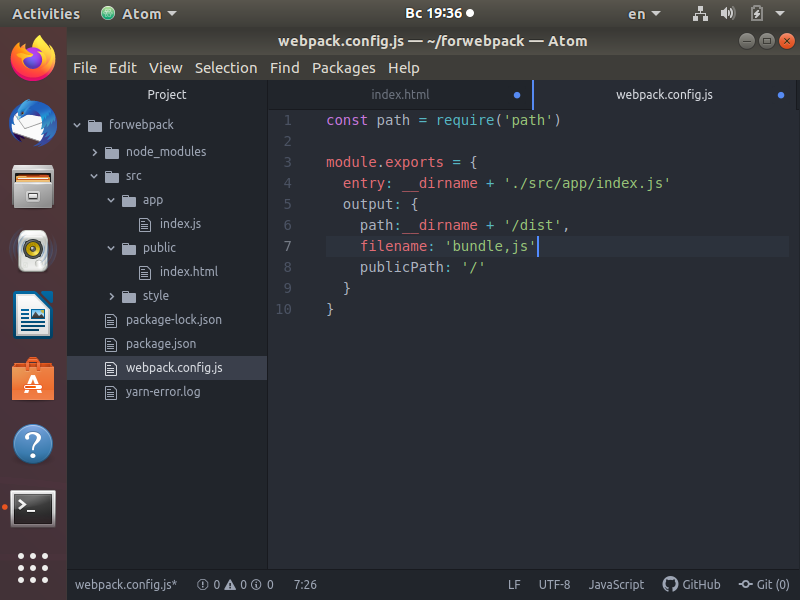 Activities Atom Вс 19:36 en
webpack.config.js — ~/forwebpack — Atom
File Edit View Selection Find Packages Help
Project
forwebpack
node_modules
src
app
index.js
public
index.html
style
package-lock.json
package.json
webpack.config.js
yarn-error.log
index.html webpack.config.js
1 const path = require('path')
2
3 module.exports = {
4 entry: __dirname + './src/app/index.js'
5 output: {
6 path:__dirname + '/dist',
7 filename: 'bundle,js'
8 publicPath: '/'
9 }
10 }
webpack.config.js* 0 0 0 7:26 LF UTF-8 JavaScript GitHub Git (0)